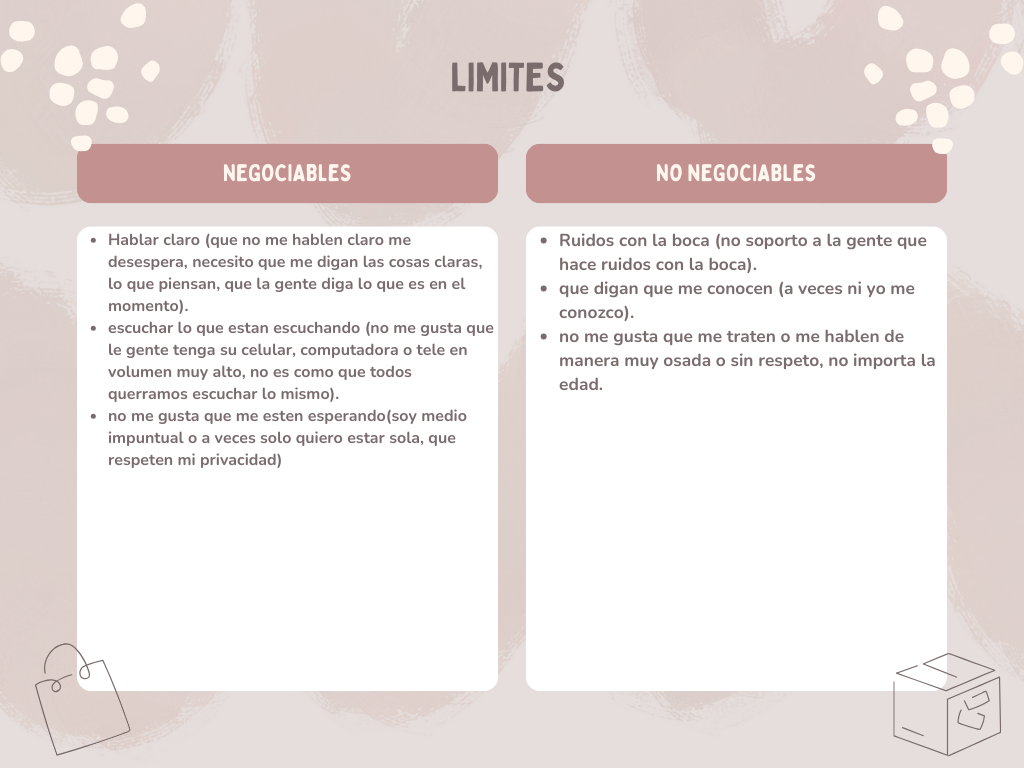 LIMITES
NEGOCIABLES
Hablar claro (que no me hablen claro me
desespera, necesito que me digan las cosas claras,
lo que piensan, que la gente diga lo que es en el
momento).
escuchar lo que estan escuchando (no me gusta que
le gente tenga su celular, computadora o tele en
volumen muy alto, no es como que todos
querramos escuchar lo mismo).
no me gusta que me esten esperando(soy medio
impuntual o a veces solo quiero estar sola, que
respeten mi privacidad)
NO NEGOCIABLES
Ruidos con la boca (no soporto a la gente que
hace ruidos con la boca).
que digan que me conocen (a veces ni yo me
conozco).
no me gusta que me traten o me hablen de
manera muy osada o sin respeto, no importa la
edad.